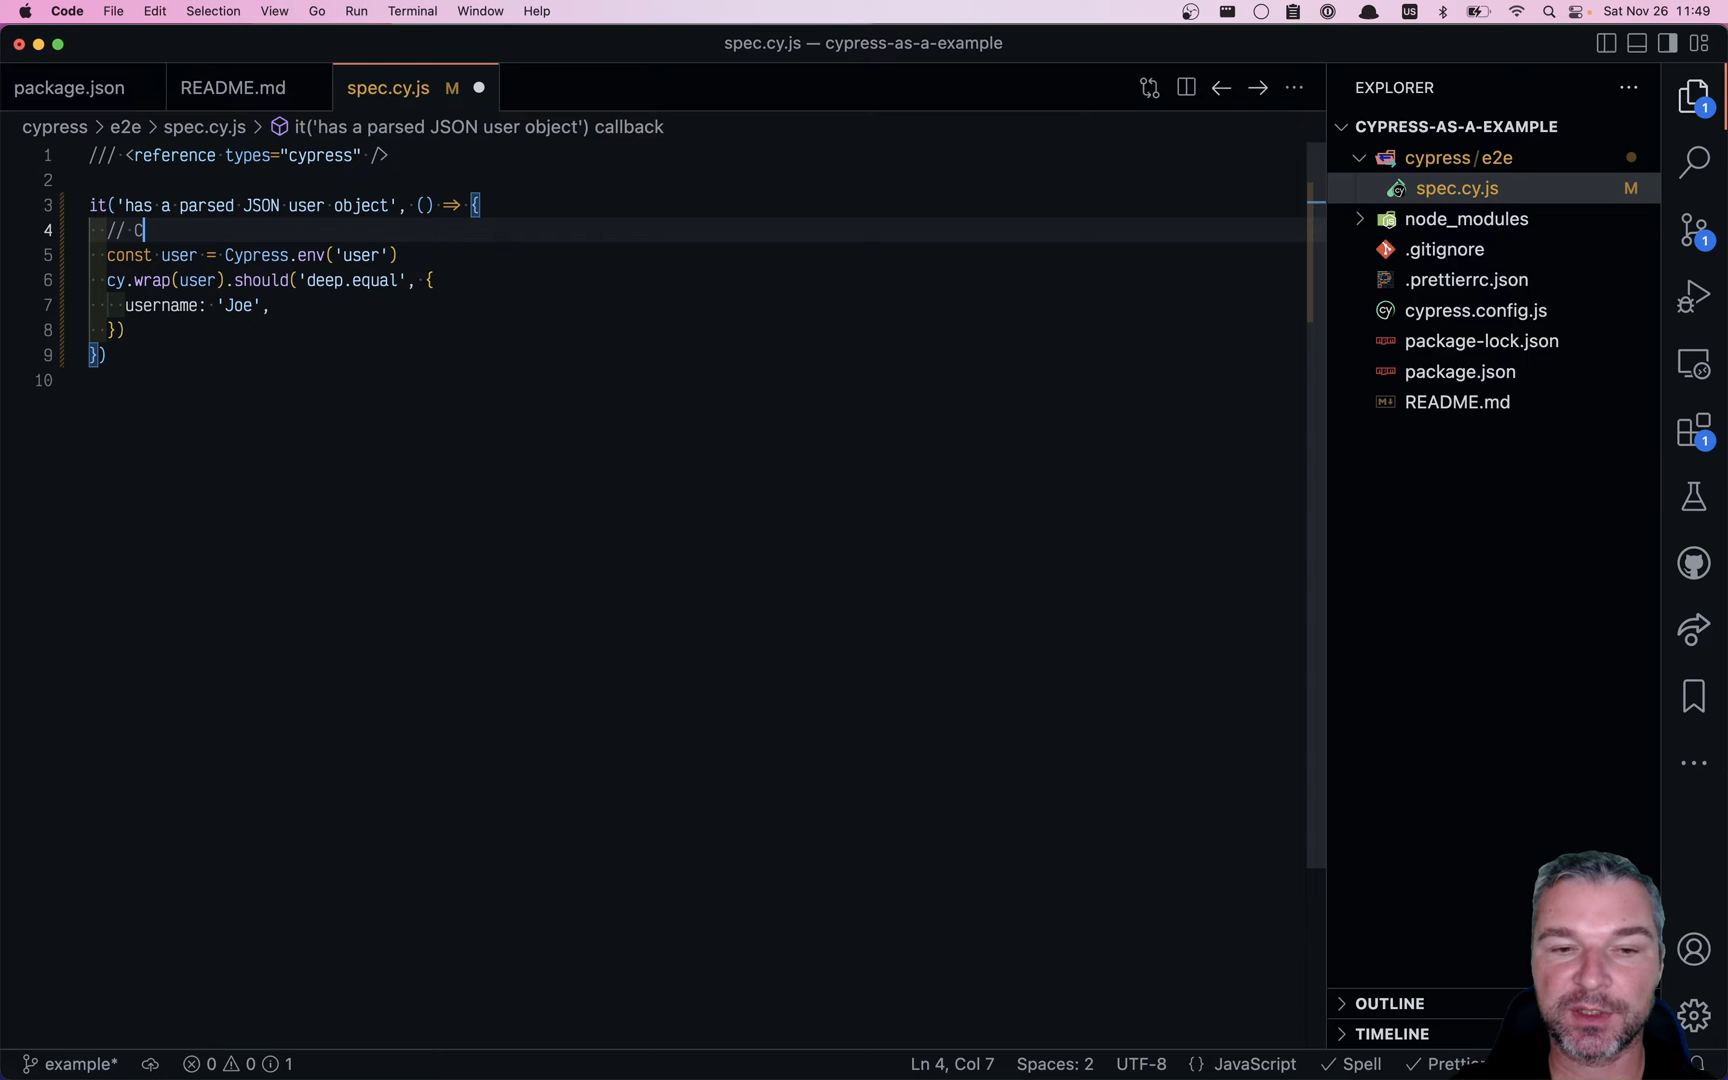 Code File Edit Selection View Go Run Terminal Window Help US Sat Nov 26 11:49
spec.cy.js — cypress-as-a-example
package.json README.md spec.cy.js M
cypress > e2e > spec.cy.js > it('has a parsed JSON user object') callback
1 /// <reference types="cypress" />
2
3 it('has a parsed JSON user object', () => {
4 // C
5 const user = Cypress.env('user')
6 cy.wrap(user).should('deep.equal', {
7 username: 'Joe',
8 })
9 })
10
EXPLORER
CYPRESS-AS-A-EXAMPLE
cypress / e2e
spec.cy.js M
node_modules
.gitignore
.prettierrc.json
cypress.config.js
package-lock.json
package.json
README.md
OUTLINE
TIMELINE
1
1
1
example* 0 0 1 Ln 4, Col 7 Spaces: 2 UTF-8 {} JavaScript Spell